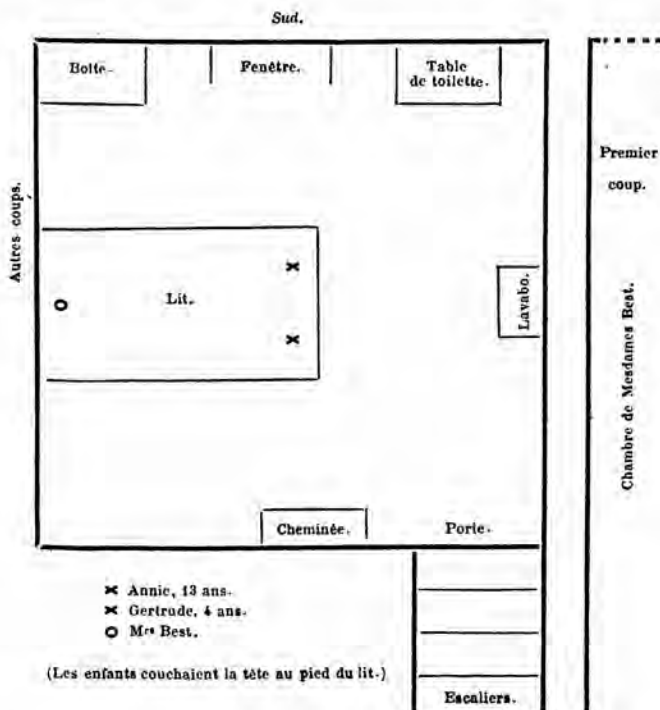 Sud.
Boîte.
Fenêtre.
Table
de toilette.
Premier
coup.
Autres coups.
Lit.
Lavabo.
Chambre de Mesdames Best.
Cheminée.
Porte.
× Annie, 13 ans.
× Gertrude, 4 ans.
O Mrs Best.
(Les enfants couchaient la tête au pied du lit.)
Escaliers.